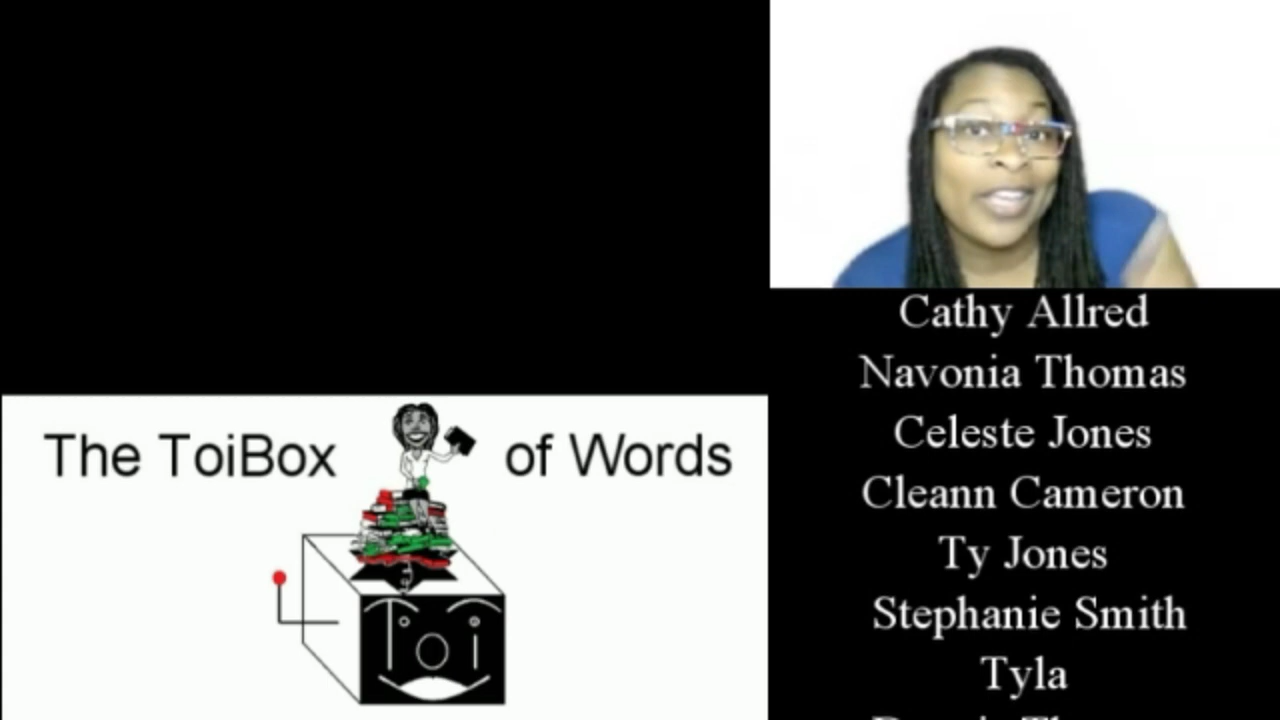 The ToiBox of Words
Toi
Cathy Allred
Navonia Thomas
Celeste Jones
Cleann Cameron
Ty Jones
Stephanie Smith
Tyla